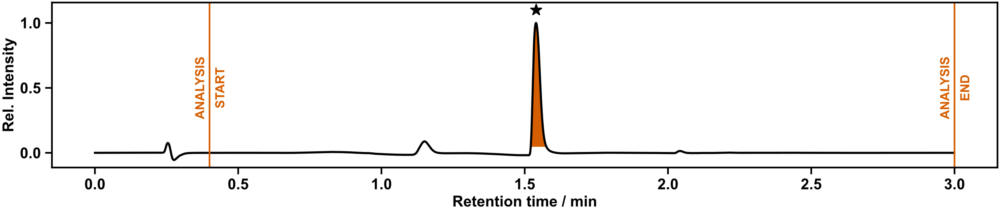 1.0
0.5
0.0
Rel. Intensity
ANALYSIS
START
ANALYSIS
END
0.0
0.5
1.0
1.5
2.0
2.5
3.0
Retention time / min